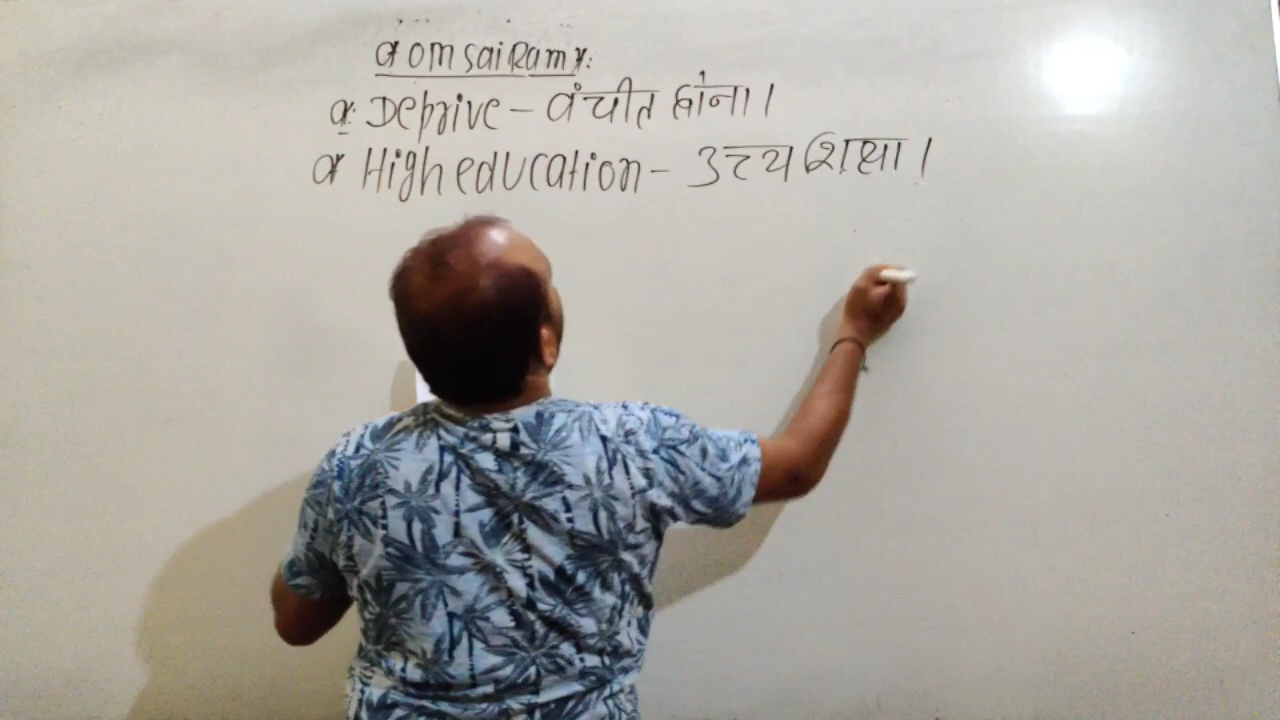 om sai Ram :
Deprive - वंचीत होना।
High education - उच्य शिक्षा।